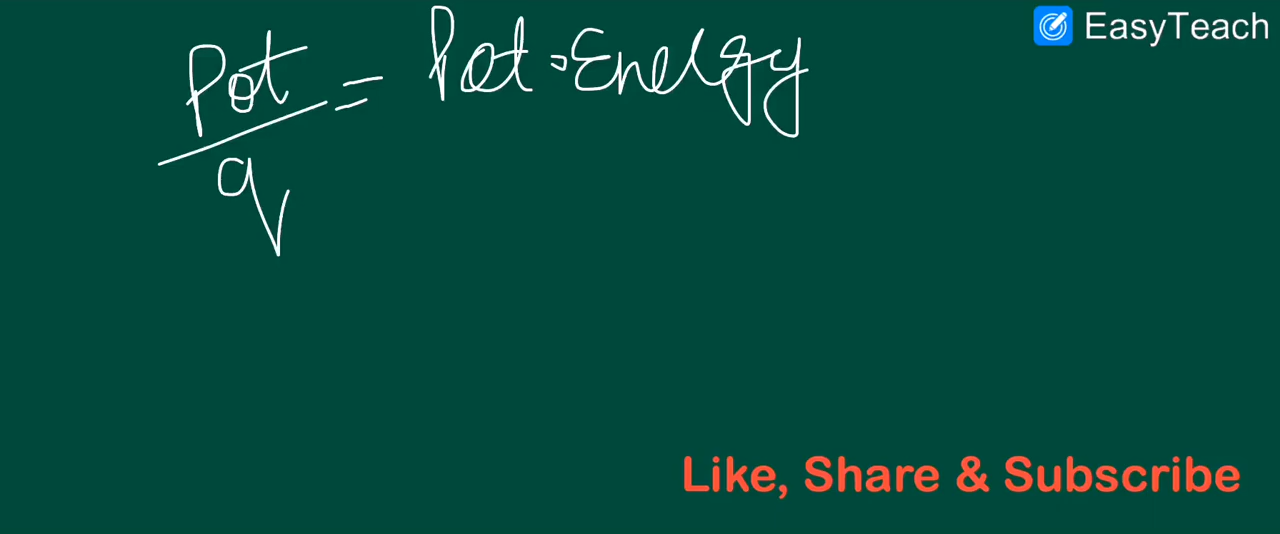 EasyTeach
Pot = Pot. Energy
q
Like, Share & Subscribe